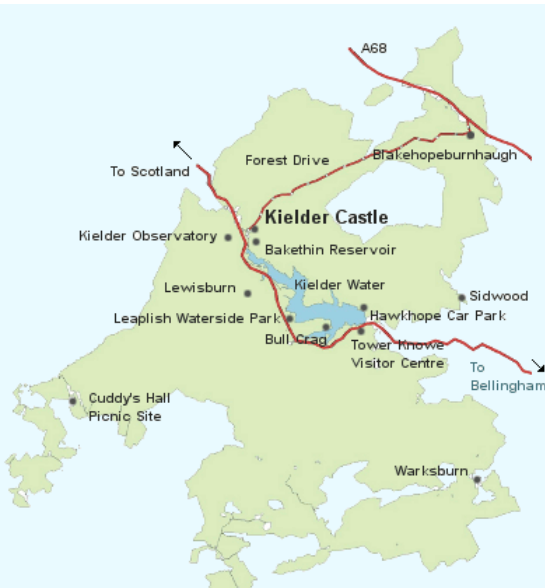 A68
Blakehopeburnhaugh
Forest Drive
To Scotland
Kielder Castle
Kielder Observatory
Bakethin Reservoir
Kielder Water
Lewisburn
Sidwood
Leaplish Waterside Park
Hawkhope Car Park
Bull Crag
Tower Knowe
Visitor Centre
To
Bellingham
Cuddy's Hall
Picnic Site
Warksburn